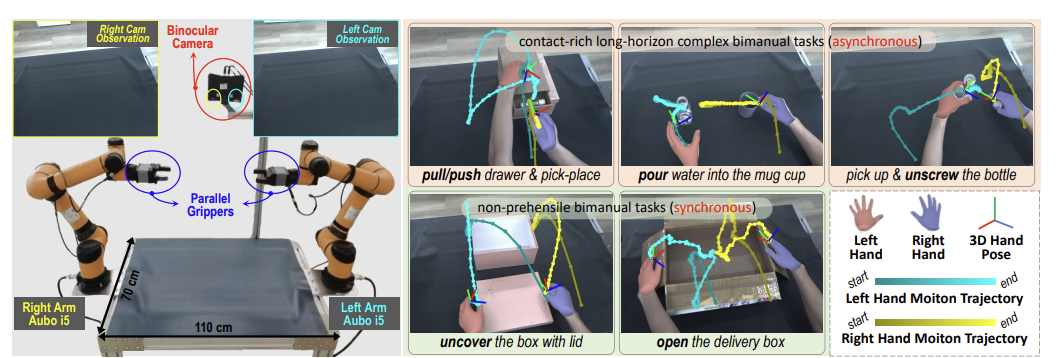 Right Cam
Observation
Binocular
Camera
Left Cam
Observation
Parallel
Grippers
70 cm
110 cm
Right Arm
Aubo i5
Left Arm
Aubo i5
contact-rich long-horizon complex bimanual tasks (asynchronous)
pull/push drawer & pick-place
pour water into the mug cup
pick up & unscrew the bottle
non-prehensile bimanual tasks (synchronous)
uncover the box with lid
open the delivery box
Left
Hand
Right
Hand
3D Hand
Pose
start
end
Left Hand Moiton Trajectory
start
end
Right Hand Moiton Trajectory